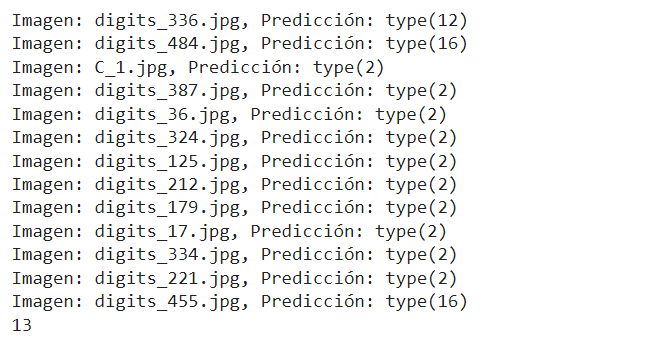 Imagen: digits_336.jpg, Predicción: type(12)
Imagen: digits_484.jpg, Predicción: type(16)
Imagen: C_1.jpg, Predicción: type(2)
Imagen: digits_387.jpg, Predicción: type(2)
Imagen: digits_36.jpg, Predicción: type(2)
Imagen: digits_324.jpg, Predicción: type(2)
Imagen: digits_125.jpg, Predicción: type(2)
Imagen: digits_212.jpg, Predicción: type(2)
Imagen: digits_179.jpg, Predicción: type(2)
Imagen: digits_17.jpg, Predicción: type(2)
Imagen: digits_334.jpg, Predicción: type(2)
Imagen: digits_221.jpg, Predicción: type(2)
Imagen: digits_455.jpg, Predicción: type(16)
13